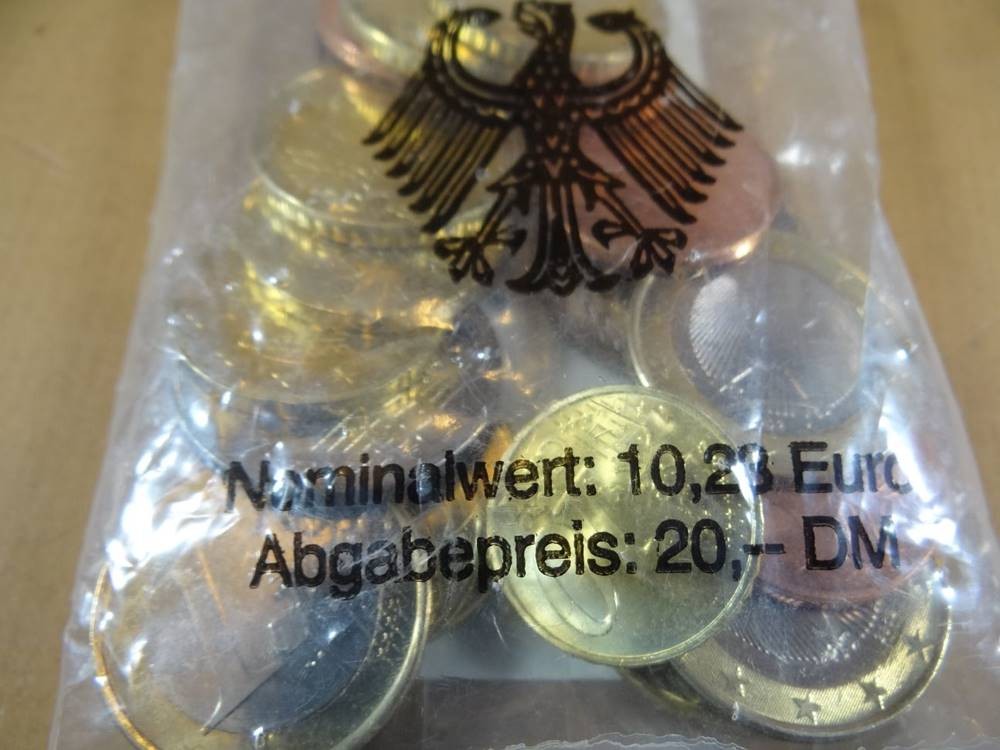 Nominalwert: 10,23 Euro
Abgabepreis: 20,– DM